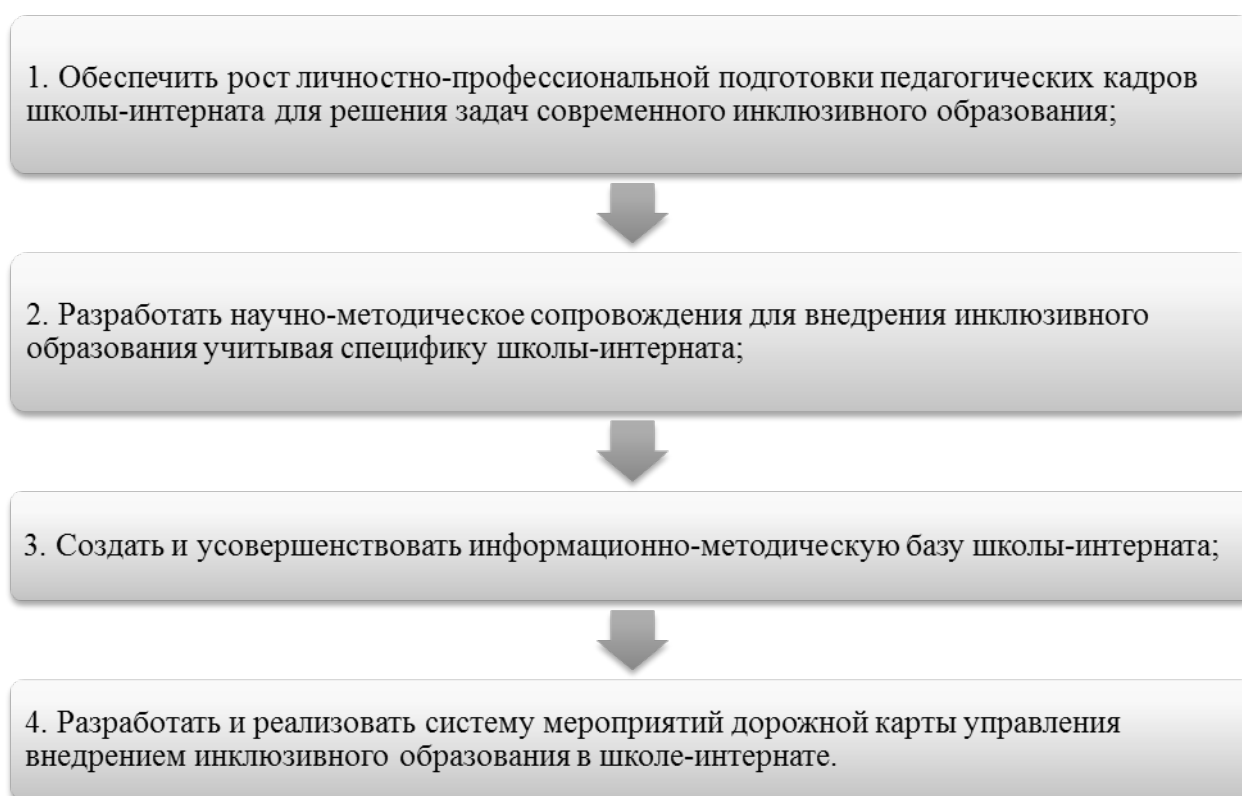 1. Обеспечить рост личностно-профессиональной подготовки педагогических кадров
школы-интерната для решения задач современного инклюзивного образования;
2. Разработать научно-методическое сопровождения для внедрения инклюзивного
образования учитывая специфику школы-интерната;
3. Создать и усовершенствовать информационно-методическую базу школы-интерната;
4. Разработать и реализовать систему мероприятий дорожной карты управления
внедрением инклюзивного образования в школе-интернате.